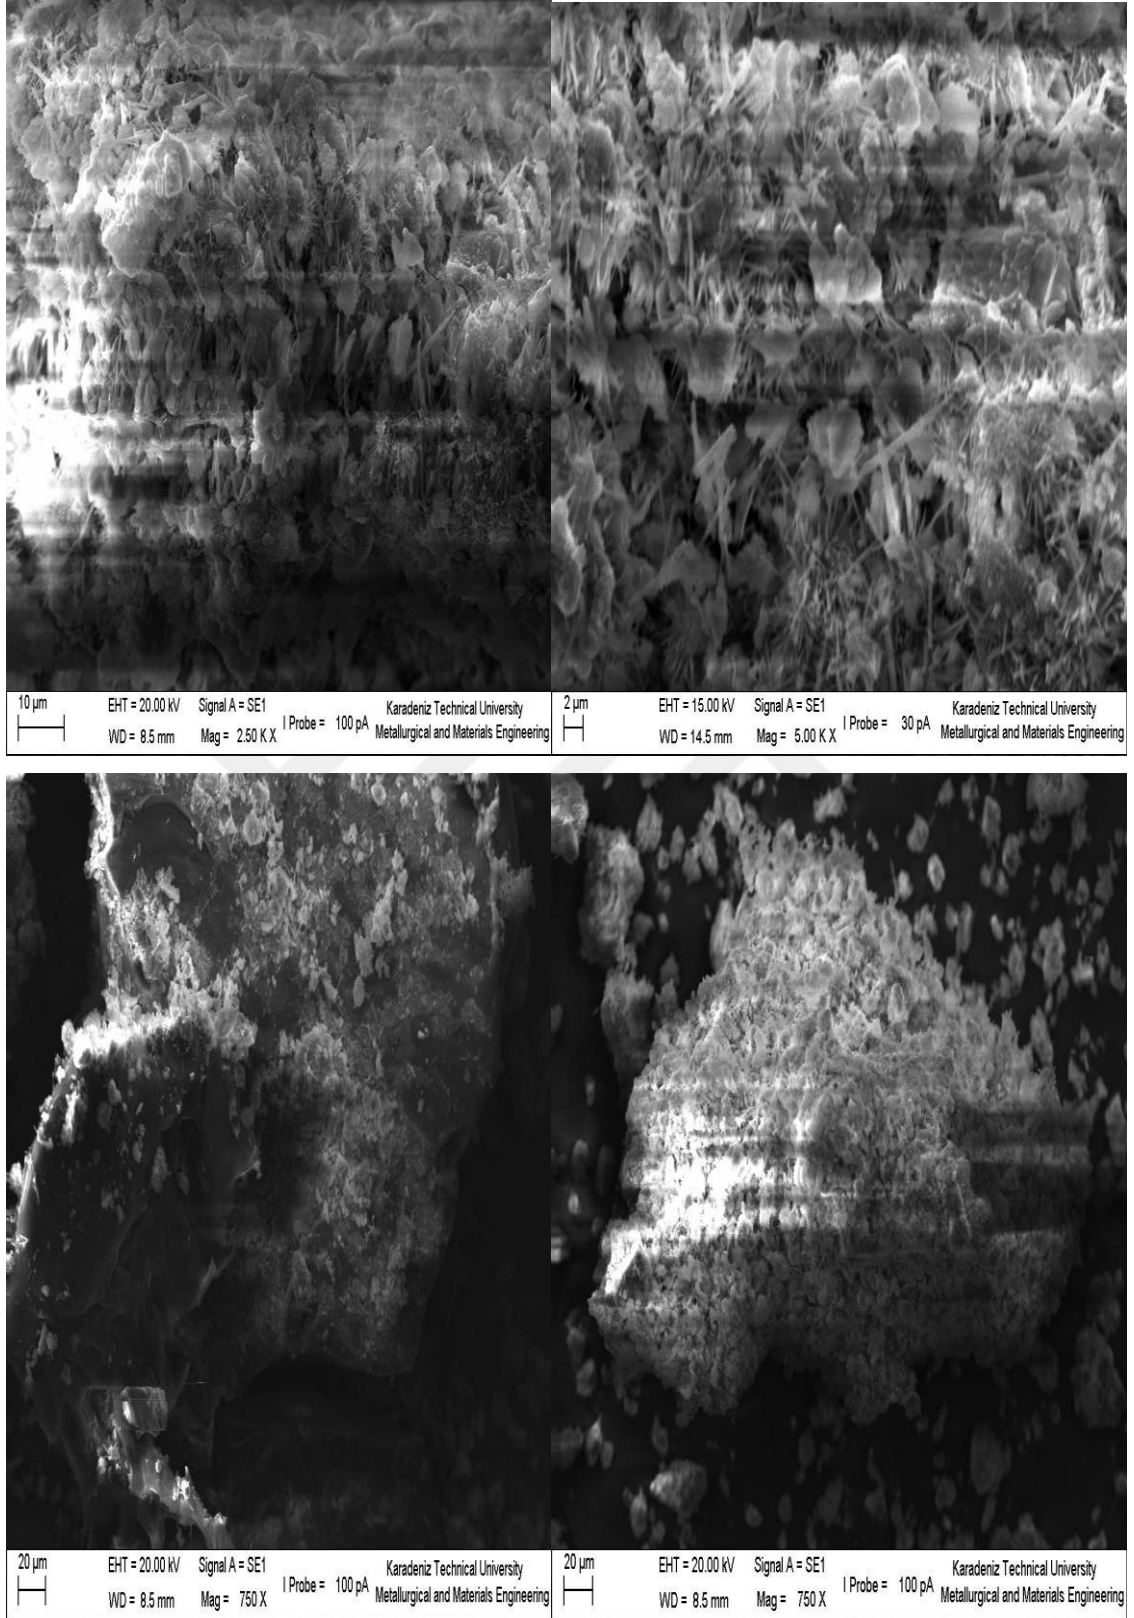 10 µm
EHT = 20.00 kV Signal A = SE1 I Probe = 100 pA Karadeniz Technical University
WD = 8.5 mm Mag = 2.50 K X Metallurgical and Materials Engineering
2 µm
EHT = 15.00 kV Signal A = SE1 I Probe = 30 pA Karadeniz Technical University
WD = 14.5 mm Mag = 5.00 K X Metallurgical and Materials Engineering
20 µm
EHT = 20.00 kV Signal A = SE1 I Probe = 100 pA Karadeniz Technical University
WD = 8.5 mm Mag = 750 X Metallurgical and Materials Engineering
20 µm
EHT = 20.00 kV Signal A = SE1 I Probe = 100 pA Karadeniz Technical University
WD = 8.5 mm Mag = 750 X Metallurgical and Materials Engineering